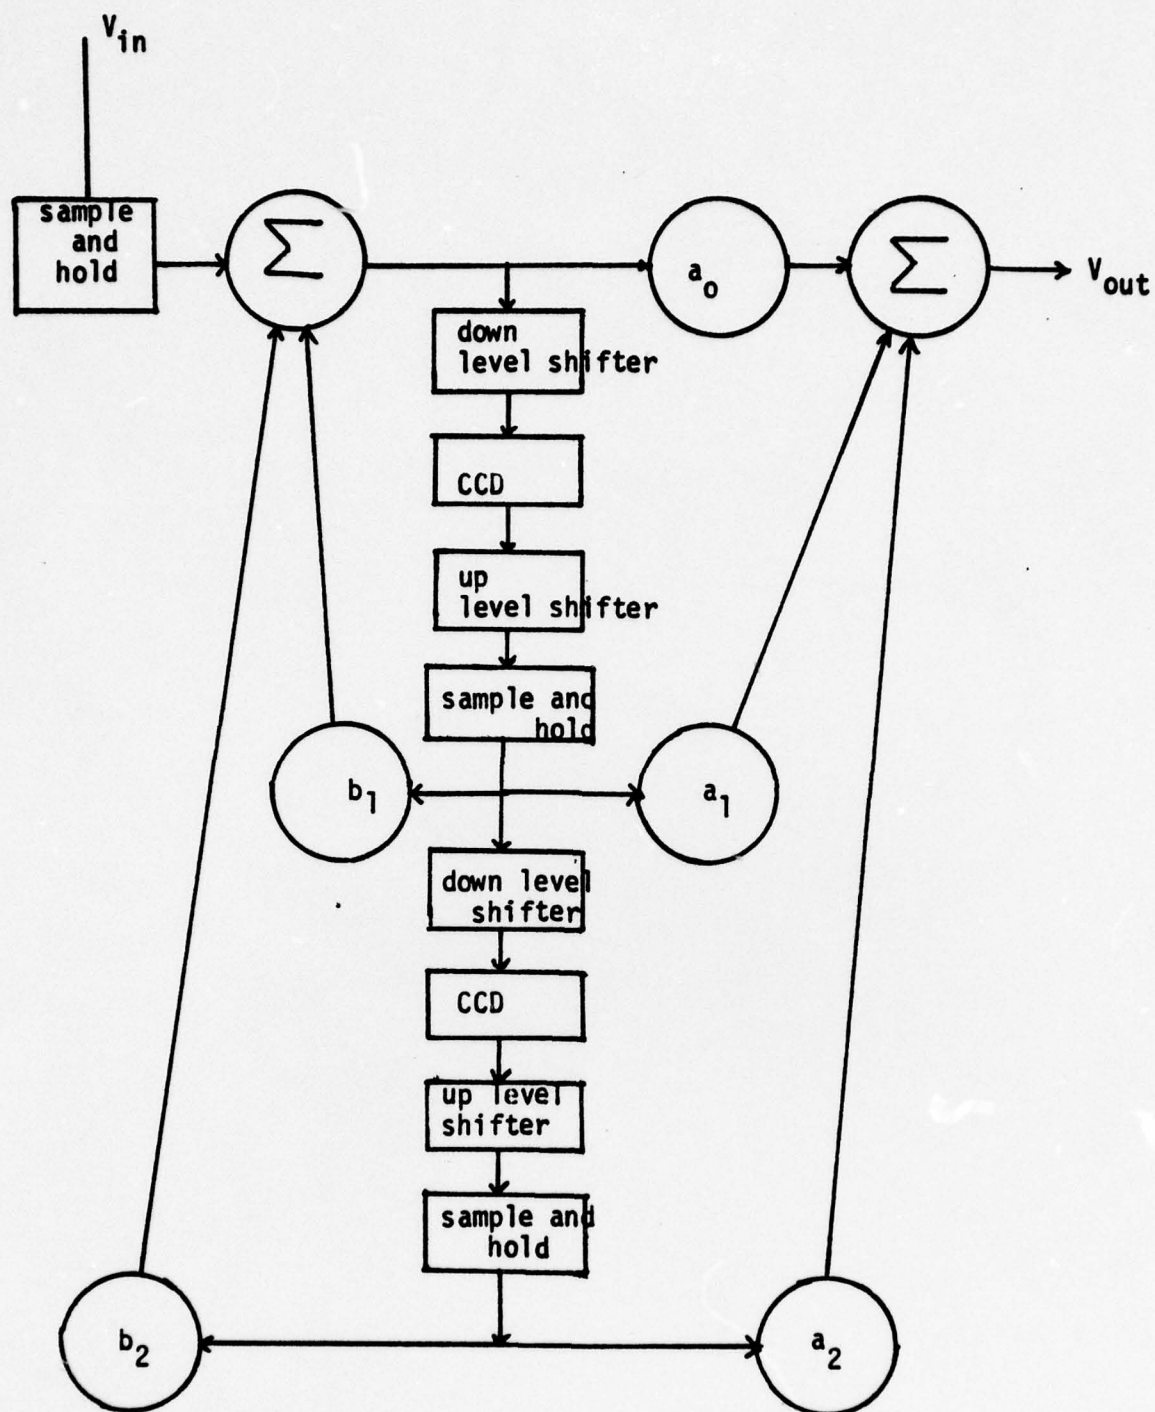 V_in
sample
and
hold
Σ
a_o
Σ
V_out
down
level shifter
CCD
up
level shifter
sample and
hold
b_1
a_1
down level
shifter
CCD
up level
shifter
sample and
hold
b_2
a_2